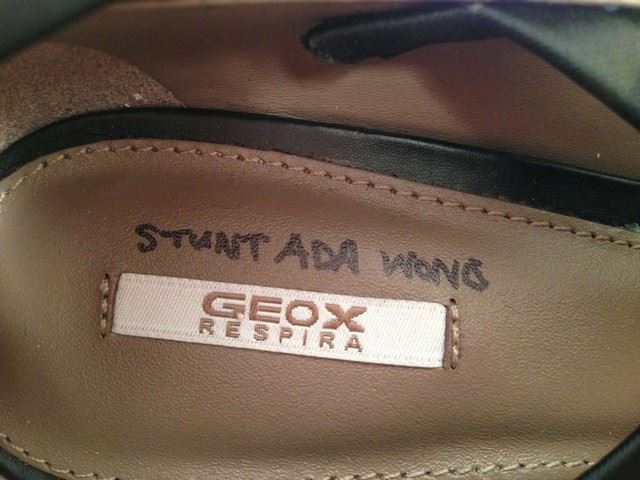 STUNT ADA WONG
GEOX
RESPIRA